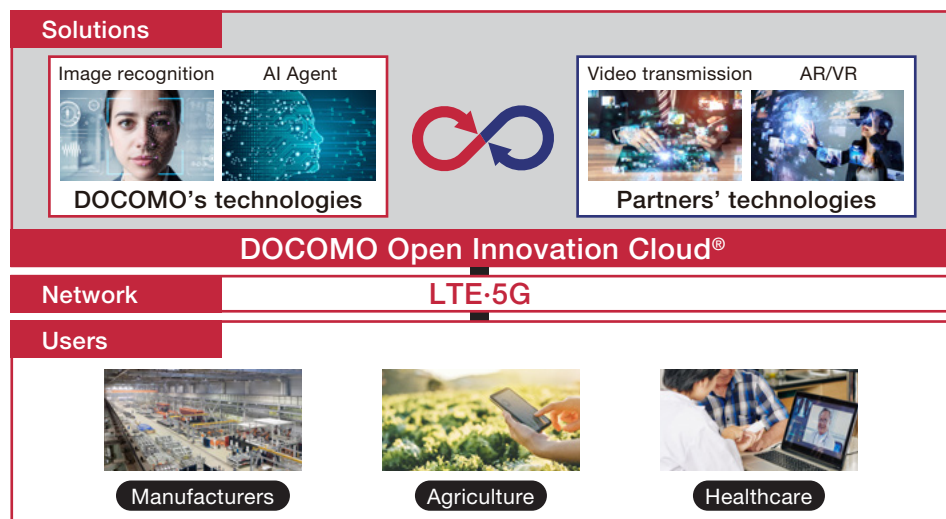 Solutions
Image recognition
AI Agent
DOCOMO's technologies
Video transmission
AR/VR
Partners' technologies
DOCOMO Open Innovation Cloud®
Network
LTE·5G
Users
Manufacturers
Agriculture
Healthcare